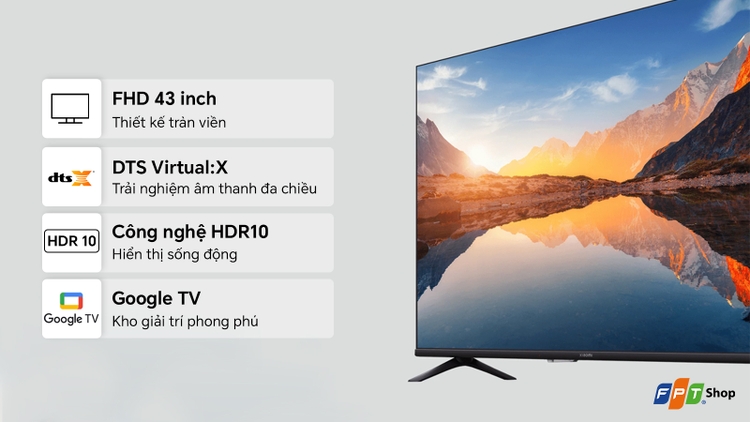 FHD 43 inch
Thiết kế tràn viền
dts X
DTS Virtual:X
Trải nghiệm âm thanh đa chiều
HDR 10
Công nghệ HDR10
Hiển thị sống động
Google TV
Google TV
Kho giải trí phong phú
FPT Shop